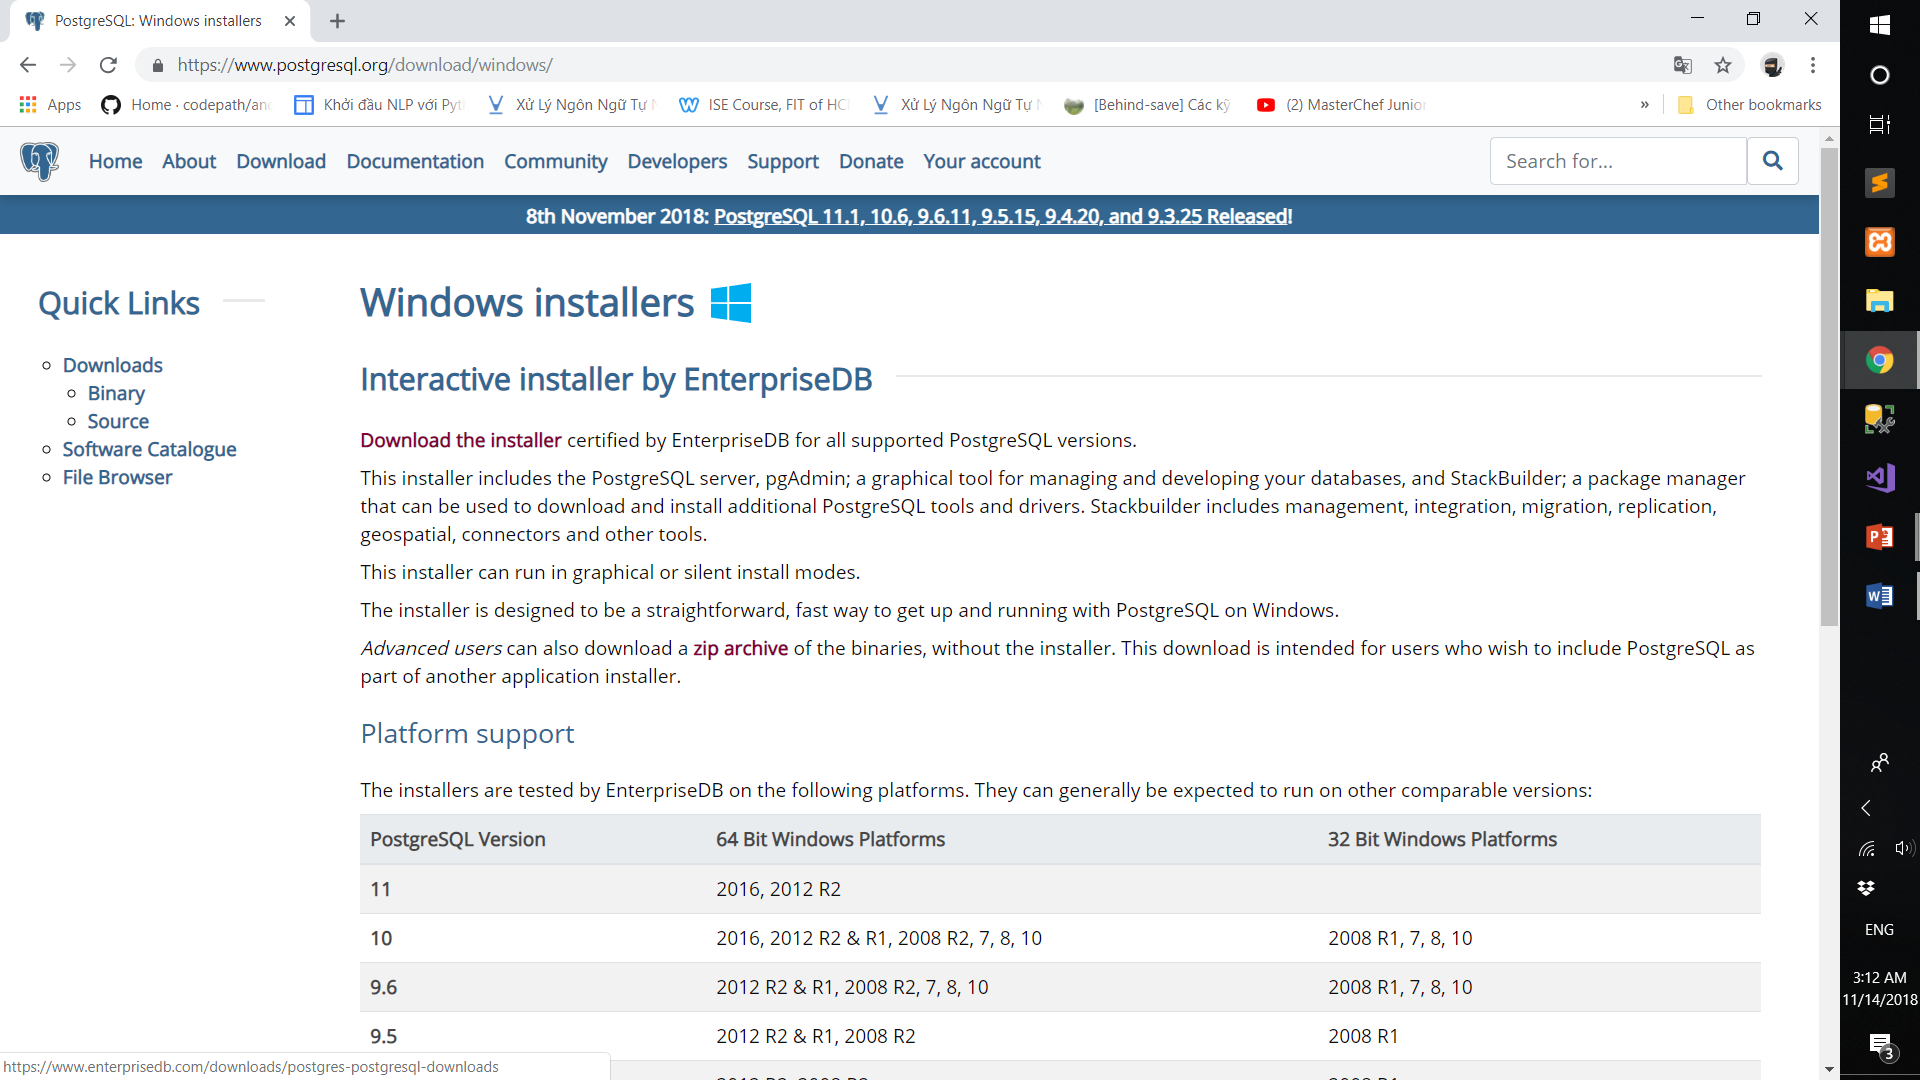 PostgreSQL: Windows installers
https://www.postgresql.org/download/windows/
Apps
Home · codepath/and
Khởi đầu NLP với Pyt
Xử Lý Ngôn Ngữ Tự
ISE Course, FIT of HC
Xử Lý Ngôn Ngữ Tự
[Behind-save] Các kỹ
(2) MasterChef Junior
»
Other bookmarks
Home
About
Download
Documentation
Community
Developers
Support
Donate
Your account
Search for...
8th November 2018: PostgreSQL 11.1, 10.6, 9.6.11, 9.5.15, 9.4.20, and 9.3.25 Released!
Quick Links
Downloads
Binary
Source
Software Catalogue
File Browser
Windows installers
Interactive installer by EnterpriseDB
Download the installer certified by EnterpriseDB for all supported PostgreSQL versions.
This installer includes the PostgreSQL server, pgAdmin; a graphical tool for managing and developing your databases, and StackBuilder; a package manager
that can be used to download and install additional PostgreSQL tools and drivers. Stackbuilder includes management, integration, migration, replication,
geospatial, connectors and other tools.
This installer can run in graphical or silent install modes.
The installer is designed to be a straightforward, fast way to get up and running with PostgreSQL on Windows.
Advanced users can also download a zip archive of the binaries, without the installer. This download is intended for users who wish to include PostgreSQL as
part of another application installer.
Platform support
The installers are tested by EnterpriseDB on the following platforms. They can generally be expected to run on other comparable versions:
PostgreSQL Version 64 Bit Windows Platforms 32 Bit Windows Platforms
11 2016, 2012 R2
10 2016, 2012 R2 & R1, 2008 R2, 7, 8, 10 2008 R1, 7, 8, 10
9.6 2012 R2 & R1, 2008 R2, 7, 8, 10 2008 R1, 7, 8, 10
9.5 2012 R2 & R1, 2008 R2 2008 R1
https://www.enterprisedb.com/downloads/postgres-postgresql-downloads
ENG
3:12 AM
11/14/2018
3